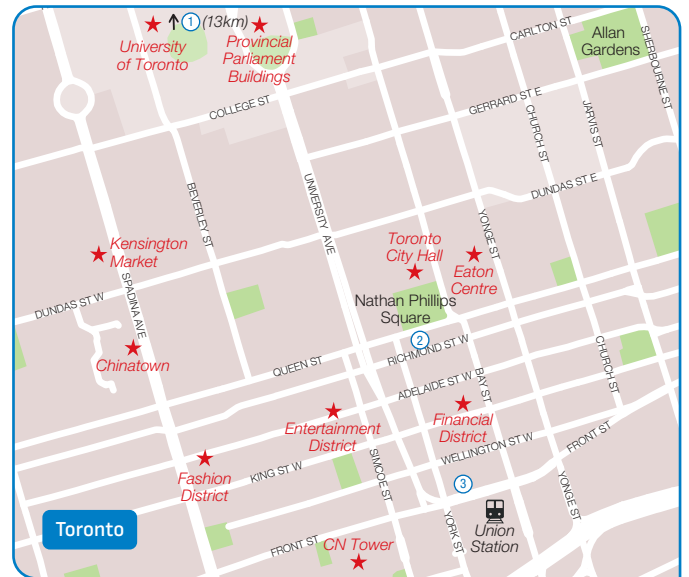 1 (13km)
University
of Toronto
Provincial
Parliament
Buildings
CARLTON ST
Allan
Gardens
SHERBOURNE ST
COLLEGE ST
GERRARD ST E
CHURCH ST
JARVIS ST
BEVERLEY ST
UNIVERSITY AVE
DUNDAS ST E
YONGE ST
Kensington
Market
Toronto
City Hall
Eaton
Centre
SPADINA AVE
DUNDAS ST W
Nathan Phillips
Square
2
Chinatown
QUEEN ST
RICHMOND ST W
CHURCH ST
ADELAIDE ST W
BAY ST
Entertainment
District
Financial
District
WELLINGTON ST W
FRONT ST
Fashion
District
KING ST W
SIMCOE ST
3
YONGE ST
Toronto
YORK ST
Union
Station
FRONT ST
CN Tower